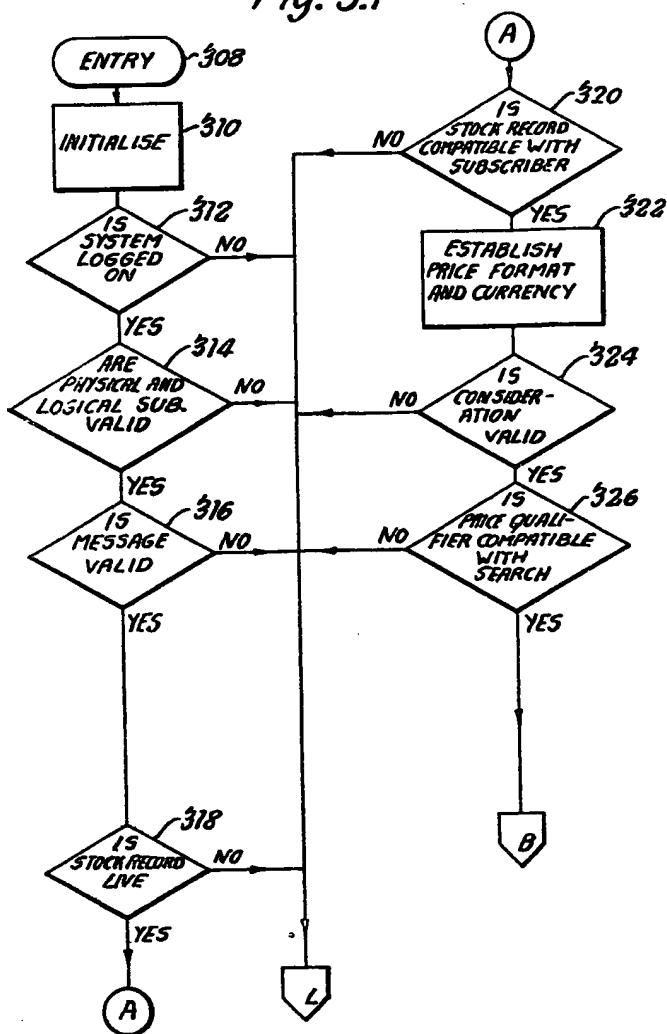 Fig. 5.1
ENTRY
308
INITIALISE
310
IS
SYSTEM
LOGGED
ON
312
NO
YES
ARE
PHYSICAL AND
LOGICAL SUB.
VALID
314
NO
YES
IS
MESSAGE
VALID
316
NO
YES
IS
STOCK RECORD
LIVE
318
NO
YES
A
L
A
IS
STOCK RECORD
COMPATIBLE WITH
SUBSCRIBER
320
NO
YES
322
ESTABLISH
PRICE FORMAT
AND CURRENCY
IS
CONSIDER-
ATION
VALID
324
NO
YES
IS
PRICE QUALI-
FIER COMPATIBLE
WITH
SEARCH
326
NO
YES
B